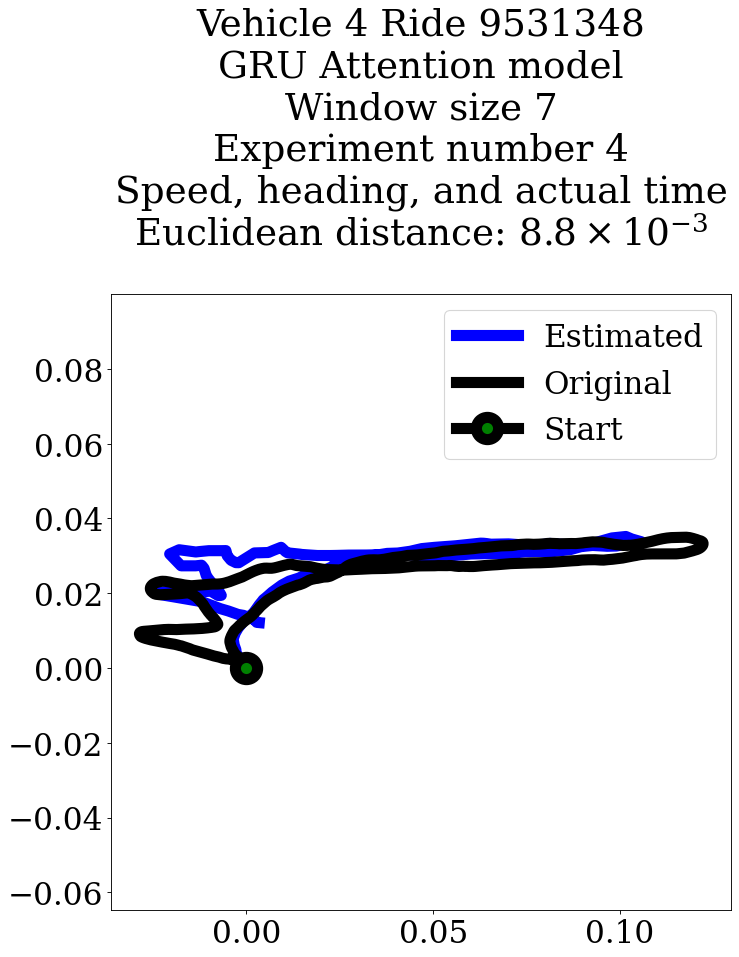 Vehicle 4 Ride 9531348
GRU Attention model
Window size 7
Experiment number 4
Speed, heading, and actual time
Euclidean distance: 8.8 × 10⁻³
Estimated
Original
Start
0.08
0.06
0.04
0.02
0.00
−0.02
−0.04
−0.06
0.00 0.05 0.10